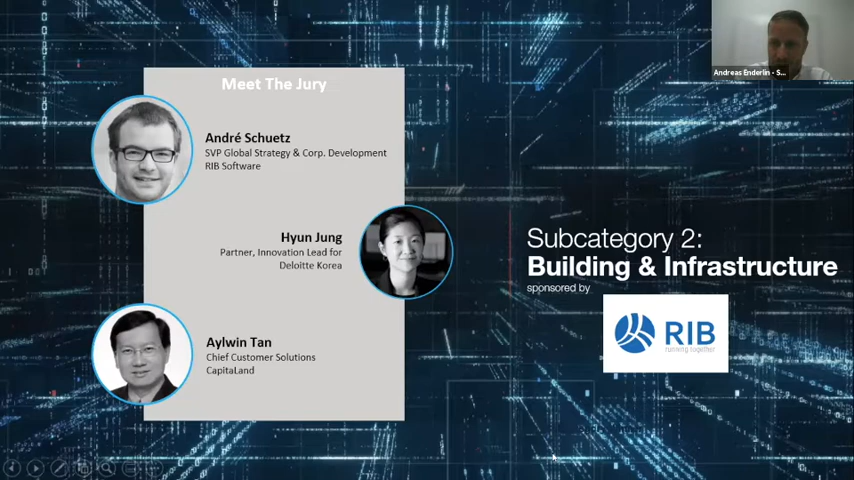 Andreas Enderlin - S...
Meet The Jury
André Schuetz
SVP Global Strategy & Corp. Development
RIB Software
Hyun Jung
Partner, Innovation Lead for
Deloitte Korea
Aylwin Tan
Chief Customer Solutions
CapitaLand
Subcategory 2:
Building & Infrastructure
sponsored by
RIB
running together